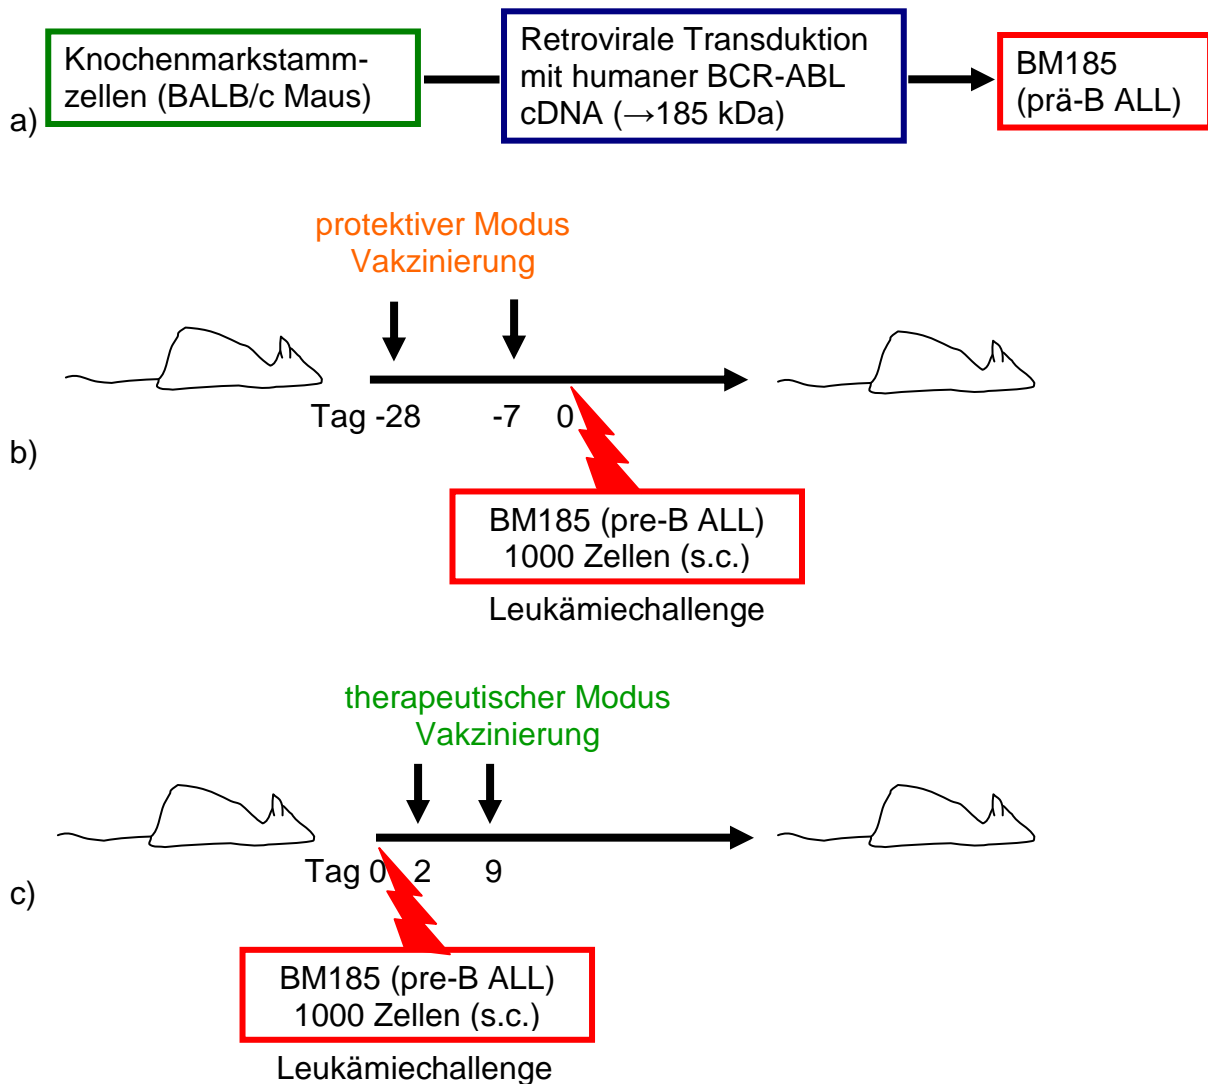 Knochenmarkstamm-
zellen (BALB/c Maus)
Retrovirale Transduktion
mit humaner BCR-ABL
cDNA (→185 kDa)
BM185
(prä-B ALL)
a)
protektiver Modus
Vakzinierung
Tag -28 -7 0
b)
BM185 (pre-B ALL)
1000 Zellen (s.c.)
Leukämiechallenge
therapeutischer Modus
Vakzinierung
Tag 0 2 9
c)
BM185 (pre-B ALL)
1000 Zellen (s.c.)
Leukämiechallenge